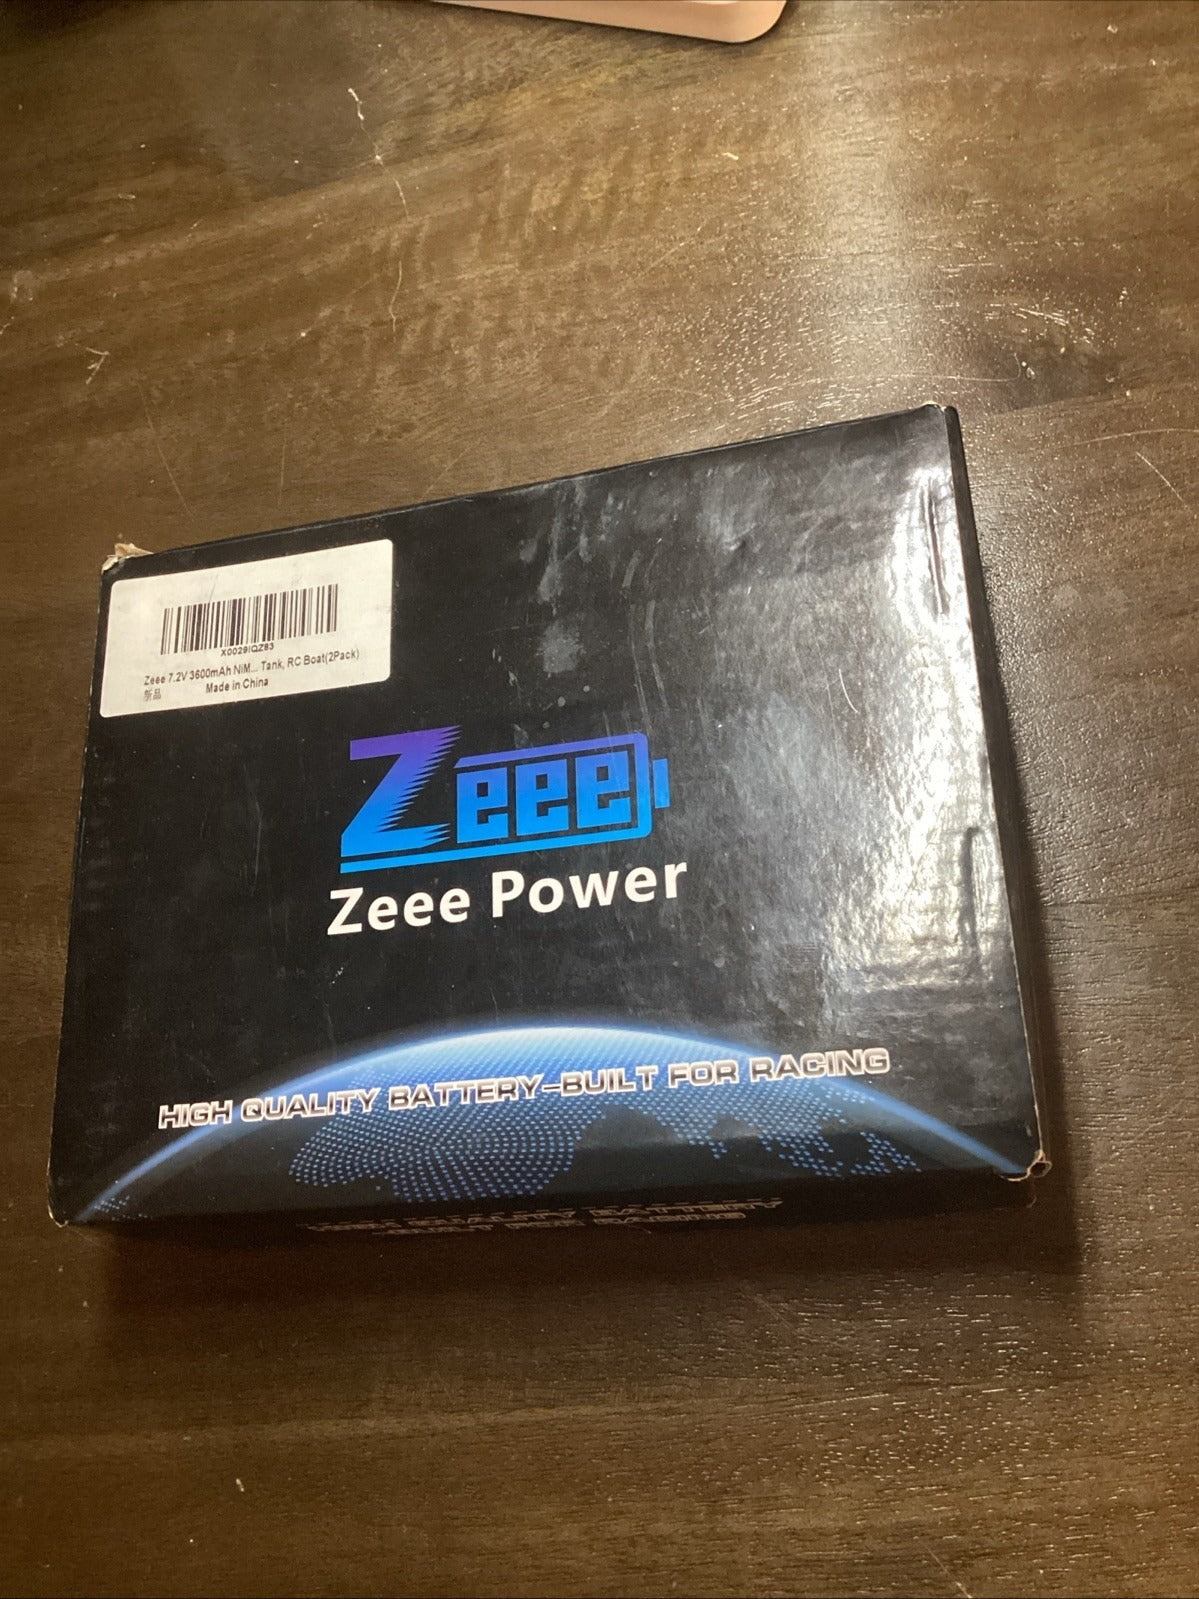 X0029IQZ83
Zeee 7.2V 3600mAh NiM... Tank, RC Boat(2Pack)
新品 Made in China
Zeee
Zeee Power
HIGH QUALITY BATTERY-BUILT FOR RACING